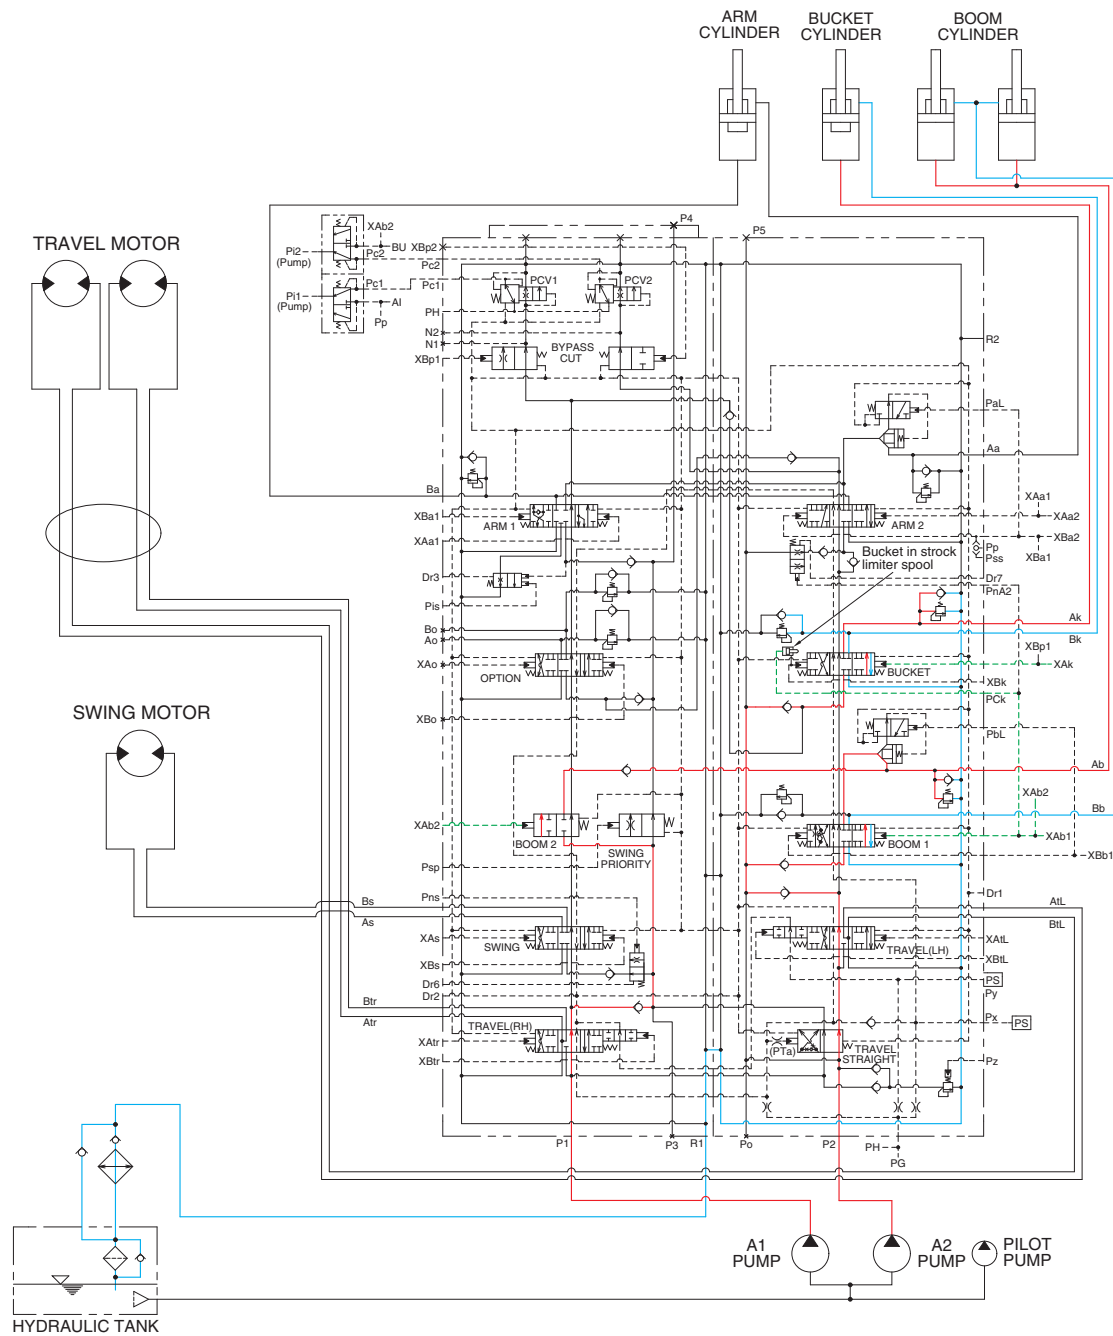 ARM
CYLINDER
BUCKET
CYLINDER
BOOM
CYLINDER
TRAVEL MOTOR
XAb2
BU
XBp2
Pi2
(Pump)
Pc2
Pc2
Pc1
Pc1
Pi1
(Pump)
AI
Pp
P4
P5
PCV1
PCV2
PH
N2
N1
XBp1
BYPASS
CUT
R2
PaL
Aa
Ba
XBa1
ARM 1
XAa1
ARM 2
XAa1
XAa2
XBa2
Pp
Pss
XBa1
Bucket in strock
limiter spool
Dr3
Dr7
PnA2
Pis
Ak
Bo
Ao
Bk
XBp1
XAo
OPTION
BUCKET
XAk
XBk
XBo
PCk
PbL
SWING MOTOR
Ab
XAb2
Bb
XAb2
BOOM 2
SWING
PRIORITY
BOOM 1
XAb1
XBb1
Psp
Pns
Dr1
Bs
As
AtL
BtL
XAs
SWING
TRAVEL(LH)
XAtL
XBs
XBtL
Dr6
PS
Dr2
Py
Btr
Atr
Px
PS
TRAVEL(RH)
XAtr
(PTa)
TRAVEL
STRAIGHT
XBtr
Pz
P1
P3
R1
Po
P2
PH
PG
A1
PUMP
A2
PUMP
PILOT
PUMP
HYDRAULIC TANK